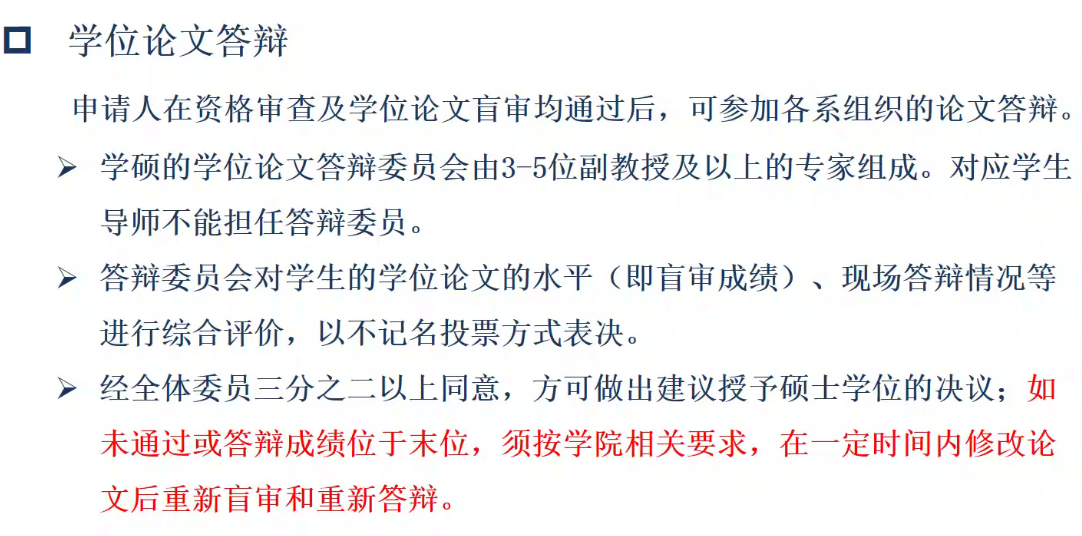 学位论文答辩
申请人在资格审查及学位论文盲审均通过后，可参加各系组织的论文答辩。
学硕的学位论文答辩委员会由3-5位副教授及以上的专家组成。对应学生
导师不能担任答辩委员。
答辩委员会对学生的学位论文的水平（即盲审成绩）、现场答辩情况等
进行综合评价，以不记名投票方式表决。
经全体委员三分之二以上同意，方可做出建议授予硕士学位的决议；如
未通过或答辩成绩位于末位，须按学院相关要求，在一定时间内修改论
文后重新盲审和重新答辩。